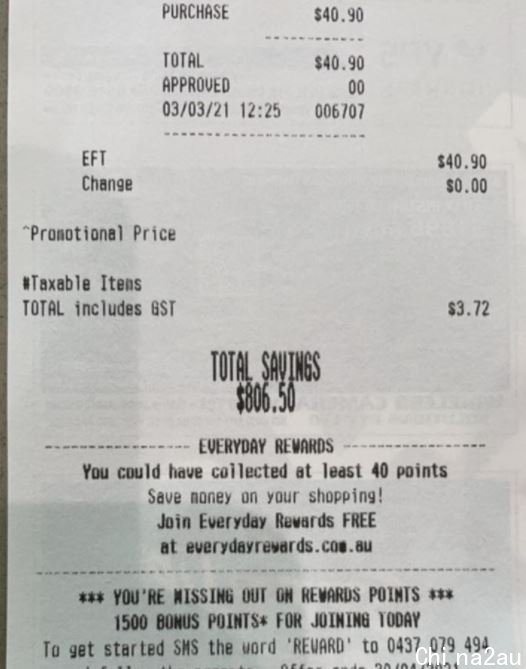 PURCHASE $40.90
TOTAL $40.90
APPROVED 00
03/03/21 12:25 006707
EFT $40.90
Change $0.00
^Promotional Price
#Taxable Items
TOTAL includes GST $3.72
TOTAL SAVINGS
$806.50
EVERYDAY REWARDS
You could have collected at least 40 points
Save money on your shopping!
Join Everyday Rewards FREE
at everydayrewards.com.au
*** YOU'RE MISSING OUT ON REWARDS POINTS ***
1500 BONUS POINTS* FOR JOINING TODAY
To get started SMS the word 'REWARD' to 0437 079 494
Offer ends
Chi na2au